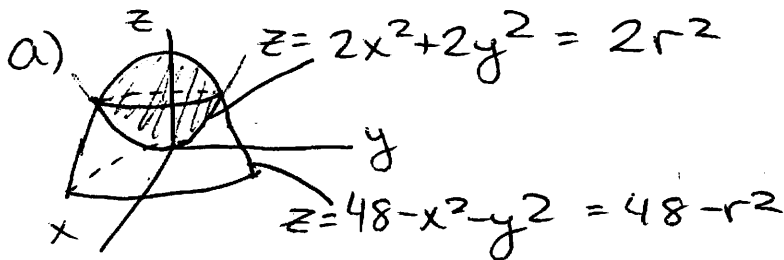 a)
z
z = 2x²+2y² = 2r²
y
x
z = 48-x²-y² = 48-r²